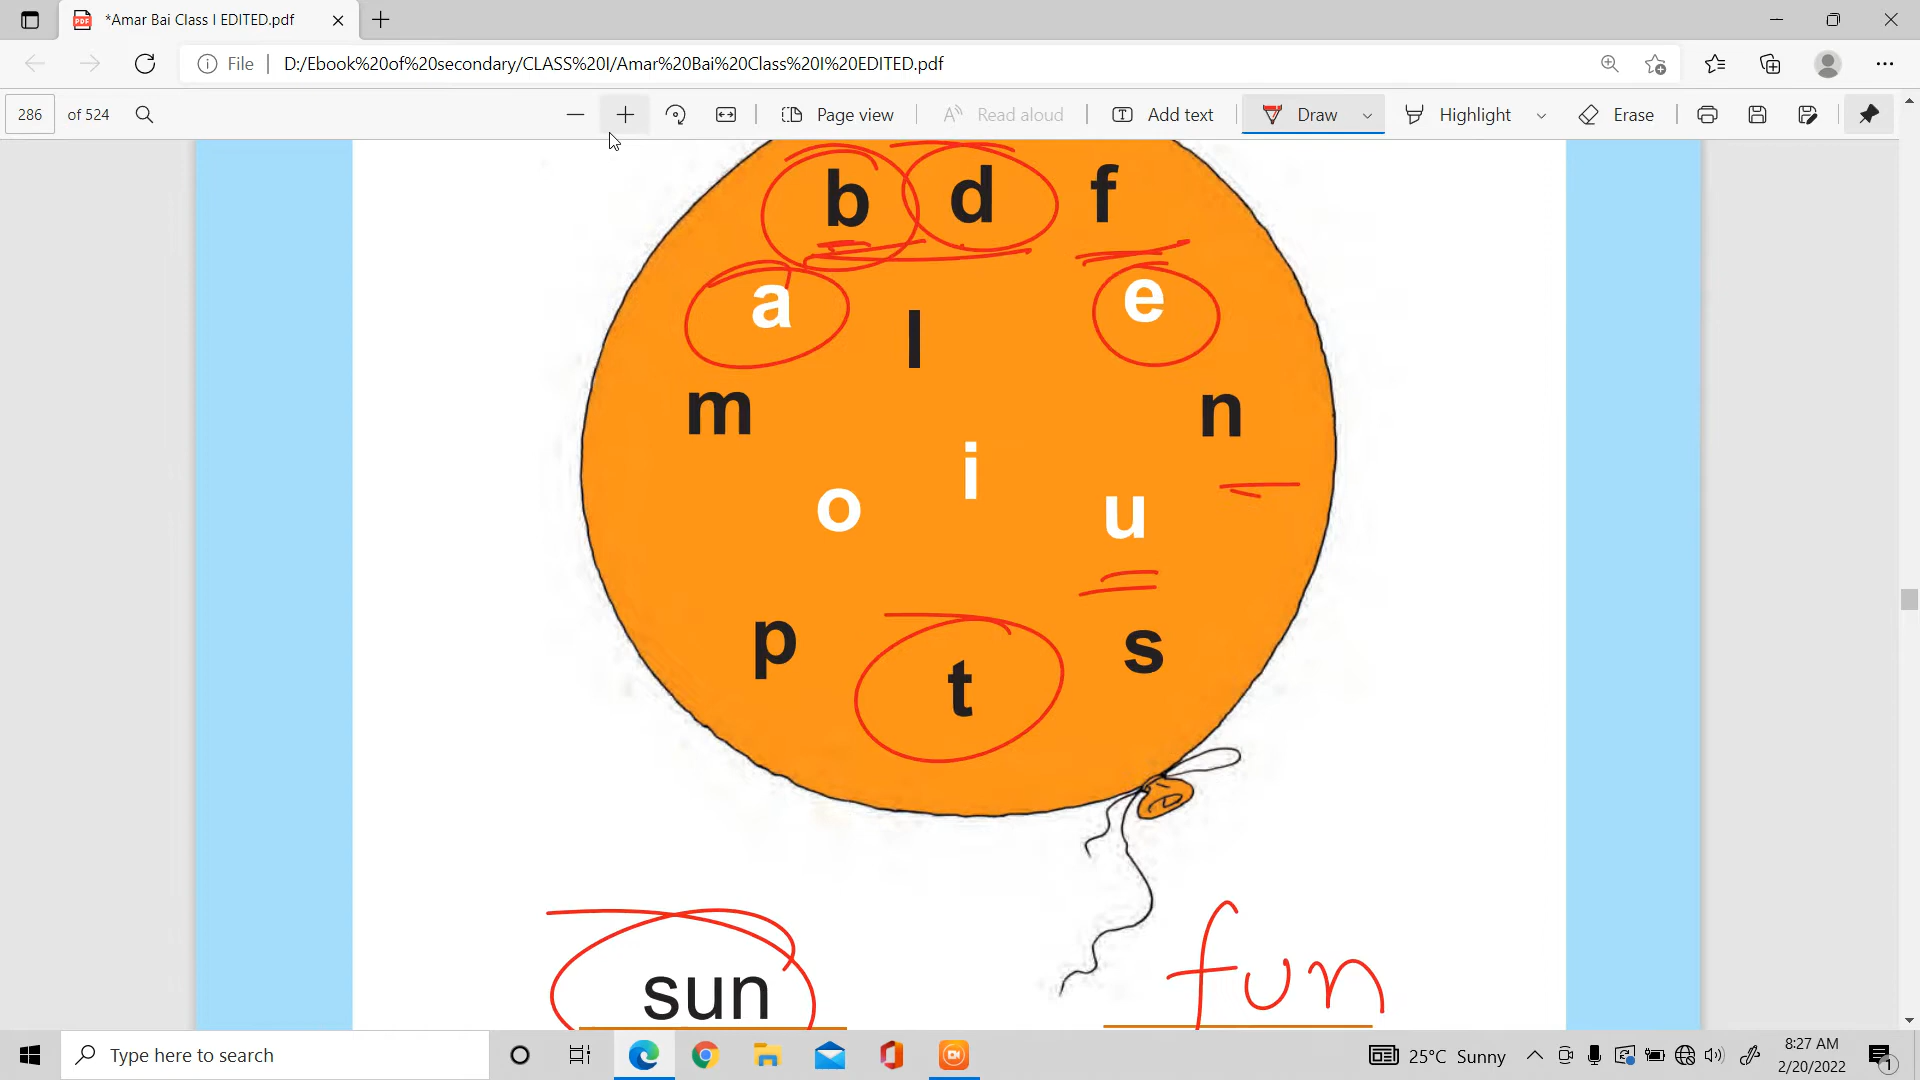 *Amar Bai Class I EDITED.pdf
File D:/Ebook%20of%20secondary/CLASS%20I/Amar%20Bai%20Class%20I%20EDITED.pdf
286 of 524 Page view Read aloud Add text Draw Highlight Erase
b d f
a l e
m n
o i u
p t s
sun fun
Type here to search 25°C Sunny 8:27 AM
2/20/2022 1